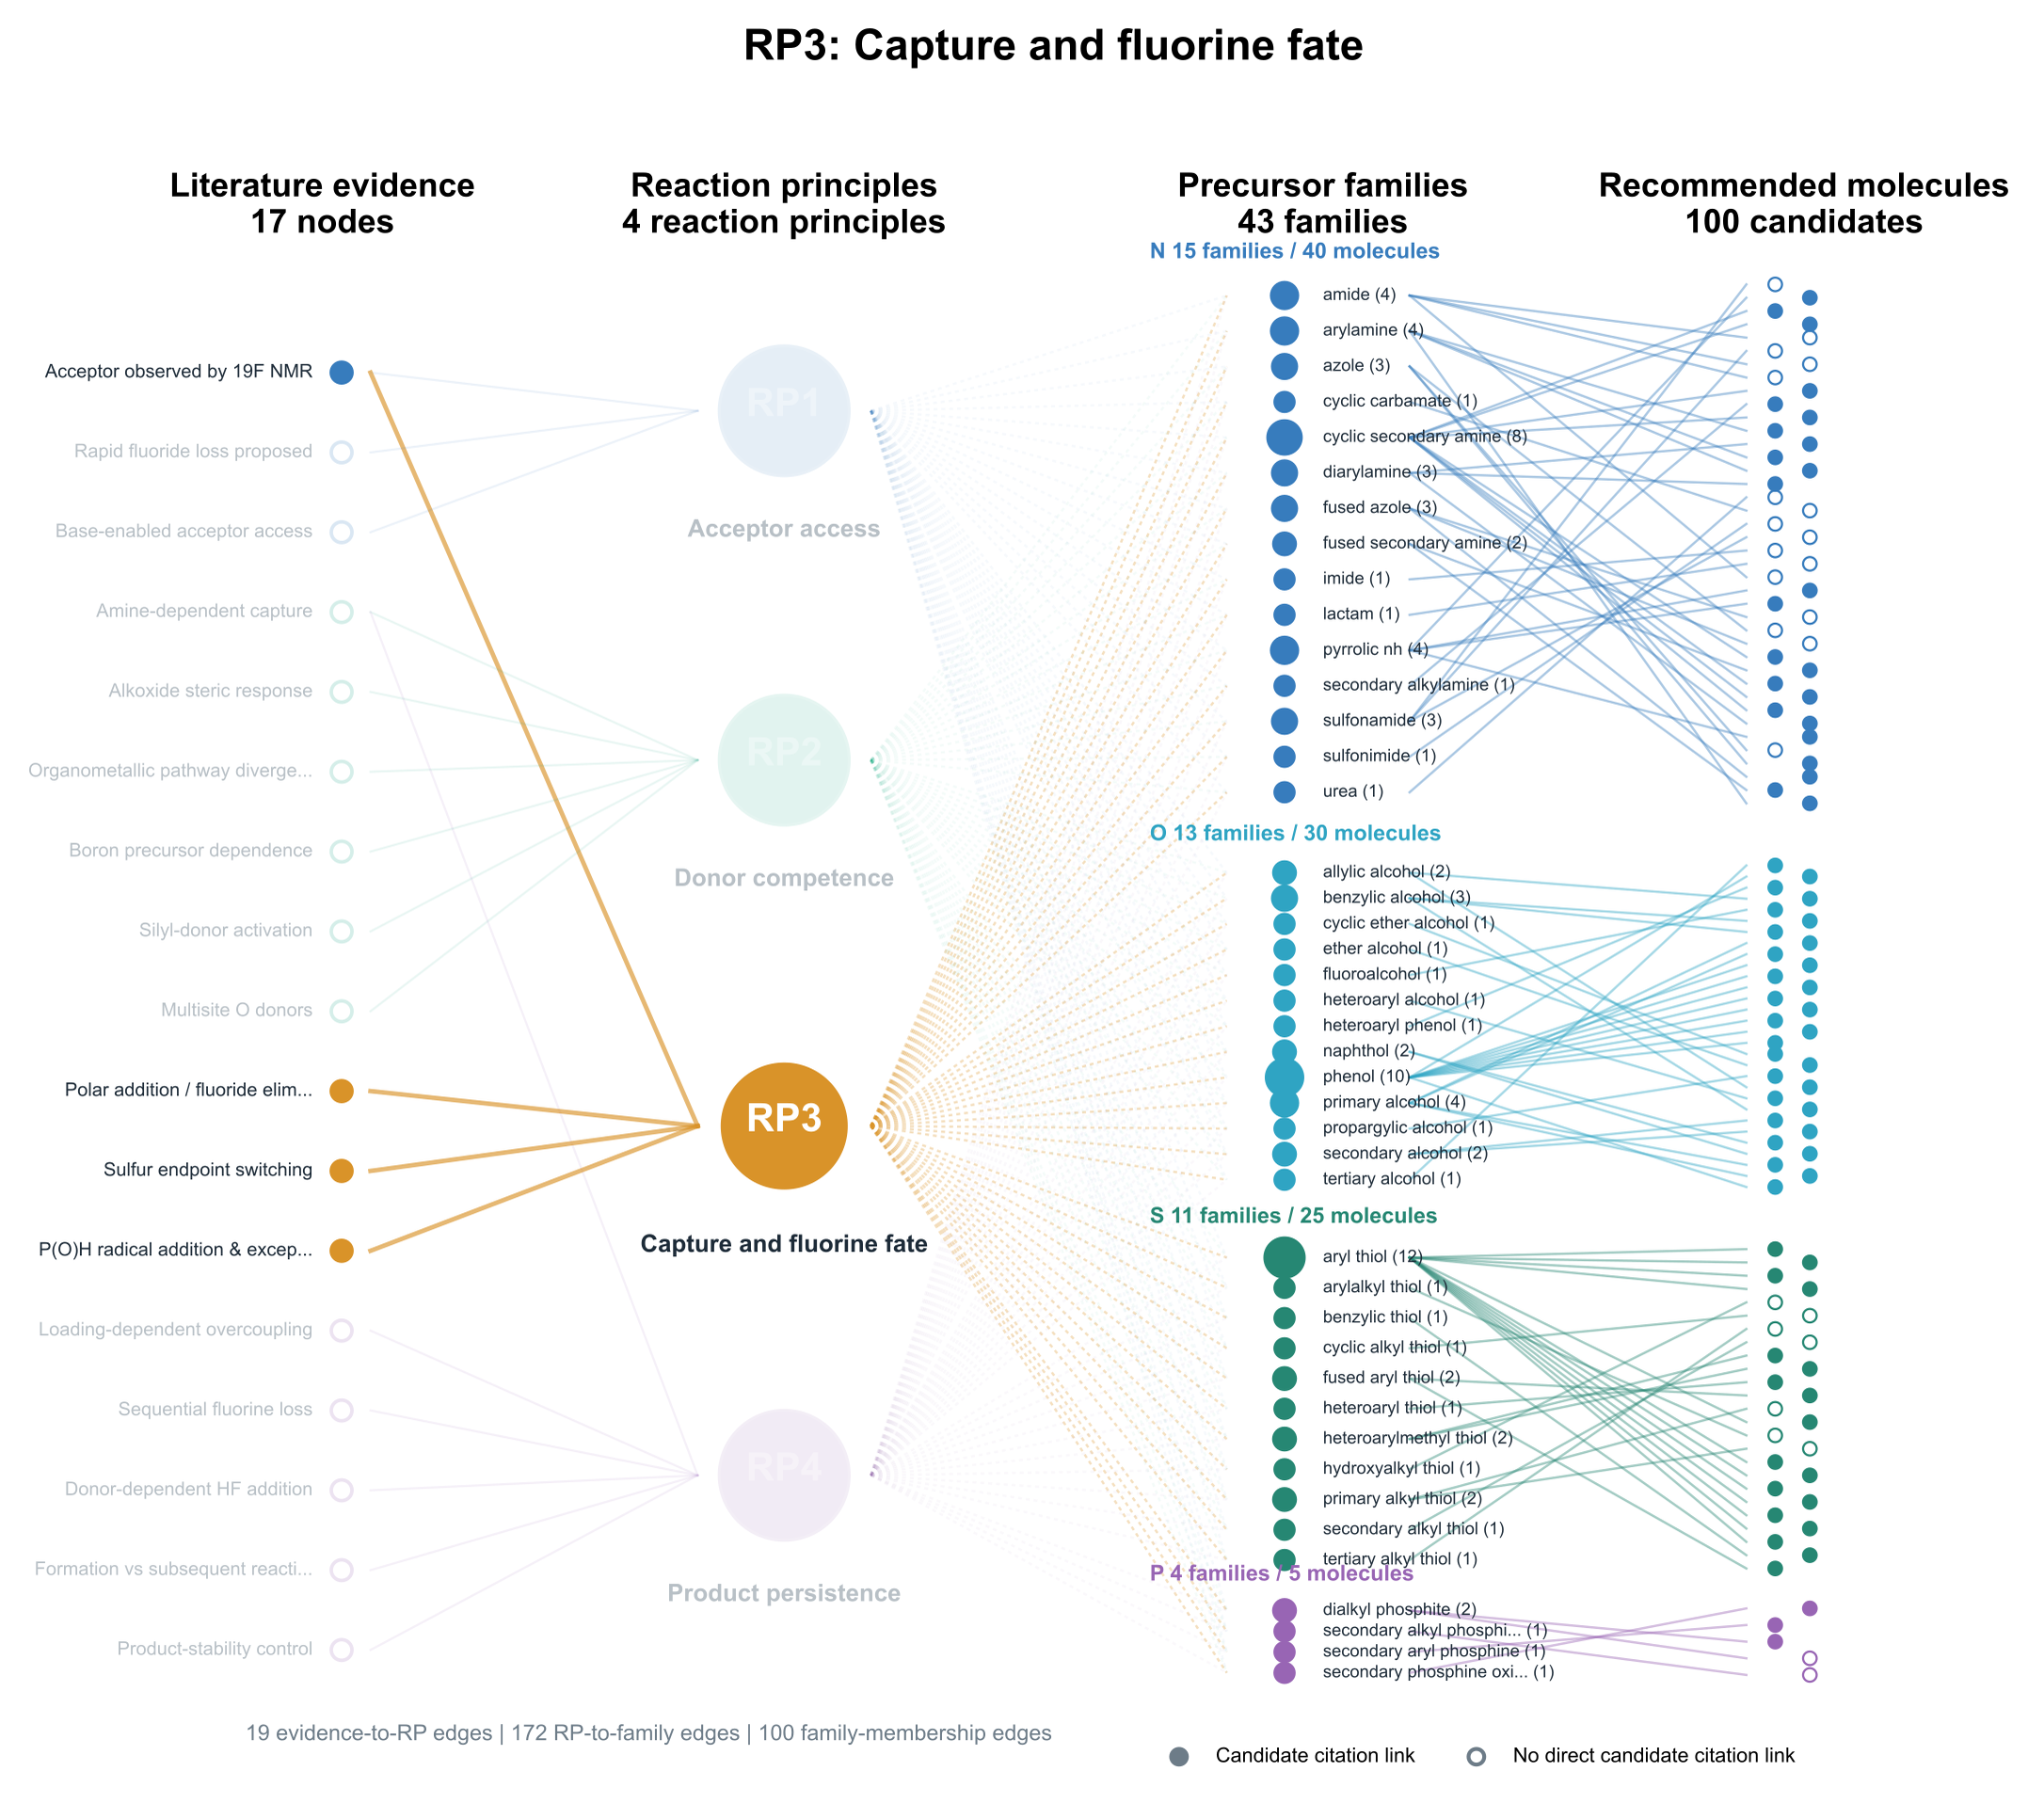 RP3: Capture and fluorine fate
Literature evidence
17 nodes
Reaction principles
4 reaction principles
Precursor families
43 families
Recommended molecules
100 candidates
Acceptor observed by 19F NMR
Rapid fluoride loss proposed
Base-enabled acceptor access
Amine-dependent capture
Alkoxide steric response
Organometallic pathway diverge...
Boron precursor dependence
Silyl-donor activation
Multisite O donors
Polar addition / fluoride elim...
Sulfur endpoint switching
P(O)H radical addition & excep...
Loading-dependent overcoupling
Sequential fluorine loss
Donor-dependent HF addition
Formation vs subsequent reacti...
Product-stability control
RP1
Acceptor access
RP2
Donor competence
RP3
Capture and fluorine fate
RP4
Product persistence
N 15 families / 40 molecules
amide (4)
arylamine (4)
azole (3)
cyclic carbamate (1)
cyclic secondary amine (8)
diarylamine (3)
fused azole (3)
fused secondary amine (2)
imide (1)
lactam (1)
pyrrolic nh (4)
secondary alkylamine (1)
sulfonamide (3)
sulfonimide (1)
urea (1)
O 13 families / 30 molecules
allylic alcohol (2)
benzylic alcohol (3)
cyclic ether alcohol (1)
ether alcohol (1)
fluoroalcohol (1)
heteroaryl alcohol (1)
heteroaryl phenol (1)
naphthol (2)
phenol (10)
primary alcohol (4)
propargylic alcohol (1)
secondary alcohol (2)
tertiary alcohol (1)
S 11 families / 25 molecules
aryl thiol (12)
arylalkyl thiol (1)
benzylic thiol (1)
cyclic alkyl thiol (1)
fused aryl thiol (2)
heteroaryl thiol (1)
heteroarylmethyl thiol (2)
hydroxyalkyl thiol (1)
primary alkyl thiol (2)
secondary alkyl thiol (1)
tertiary alkyl thiol (1)
P 4 families / 5 molecules
dialkyl phosphite (2)
secondary alkyl phosphi... (1)
secondary aryl phosphine (1)
secondary phosphine oxi... (1)
19 evidence-to-RP edges | 172 RP-to-family edges | 100 family-membership edges
Candidate citation link
No direct candidate citation link